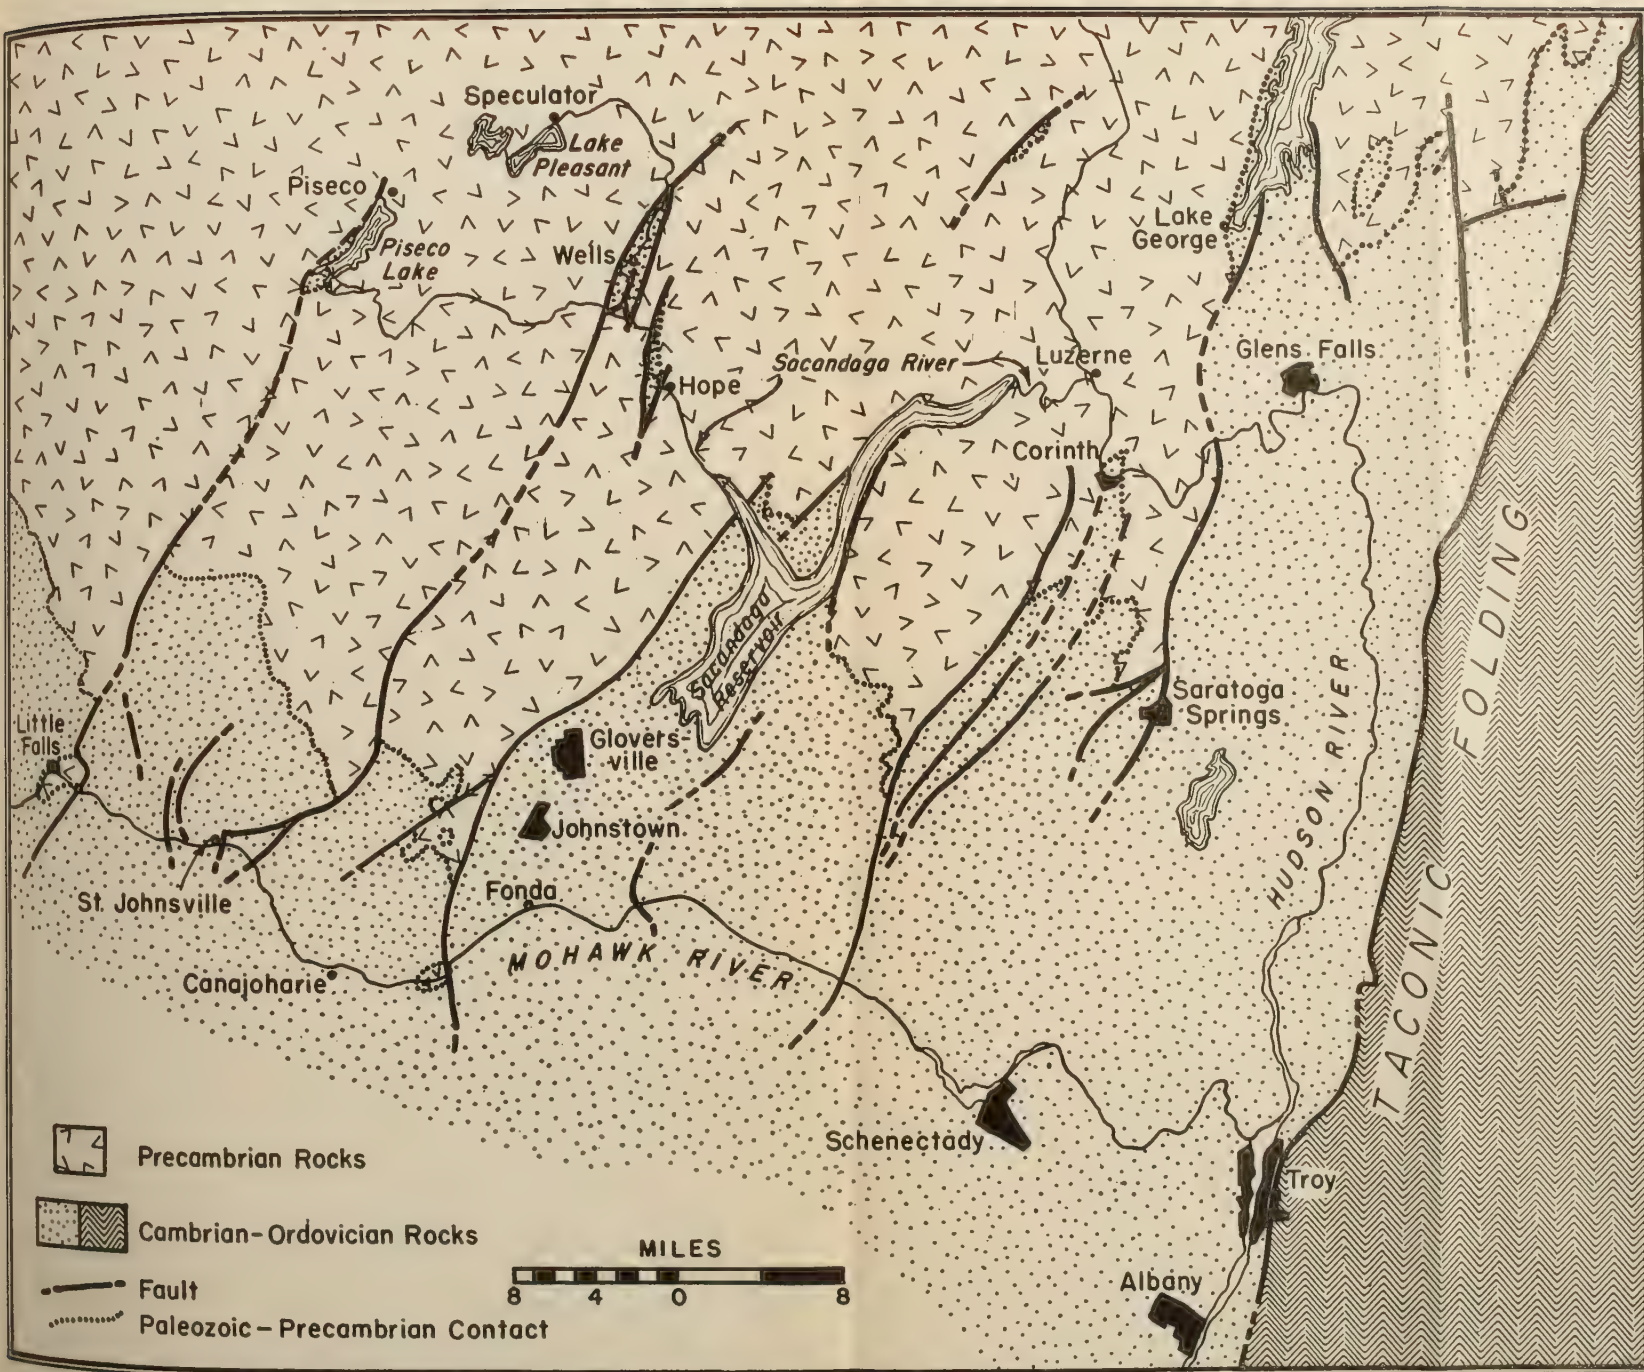 Speculator
Lake
Pleasant
Piseco
Piseco
Lake
Wells
Lake
George
Hope
Sacandaga River
Luzerne
Glens Falls
Corinth
Sacandaga
Reservoir
Saratoga
Springs
Little
Falls
Glovers-
ville
Johnstown
St. Johnsville
Fonda
Canajoharie
MOHAWK RIVER
HUDSON RIVER
TACONIC FOLDING
Schenectady
Troy
Albany
Precambrian Rocks
Cambrian-Ordovician Rocks
Fault
Paleozoic-Precambrian Contact
MILES
8 4 0 8